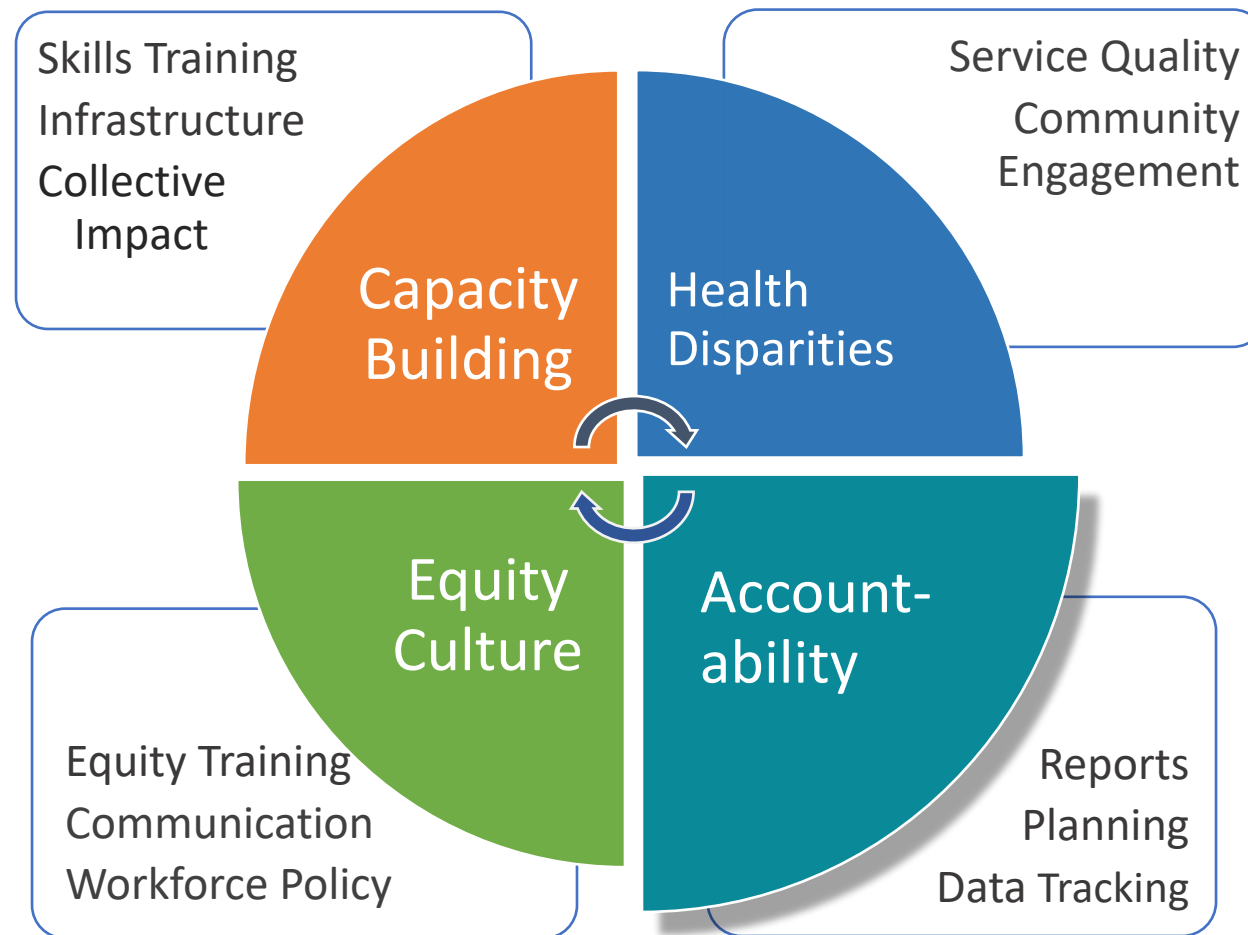 Skills Training
Infrastructure
Collective
Impact
Service Quality
Community
Engagement
Capacity
Building
Health
Disparities
Equity
Culture
Account-
ability
Equity Training
Communication
Workforce Policy
Reports
Planning
Data Tracking